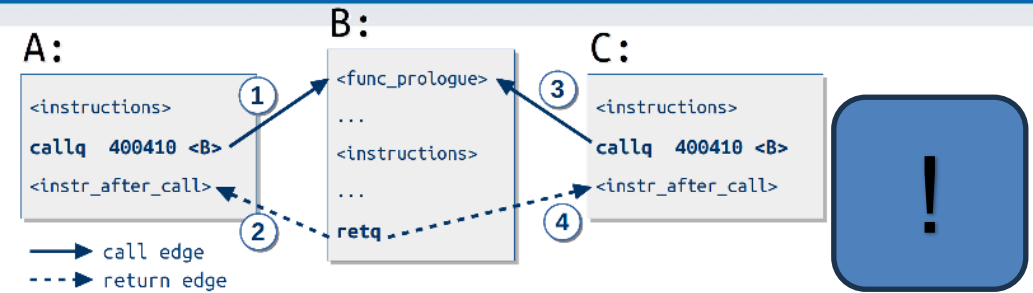 A:
<instructions>
callq 400410 <B>
<instr_after_call>
1
2
B:
<func_prologue>
...
<instructions>
...
retq
3
4
C:
<instructions>
callq 400410 <B>
<instr_after_call>
!
call edge
return edge